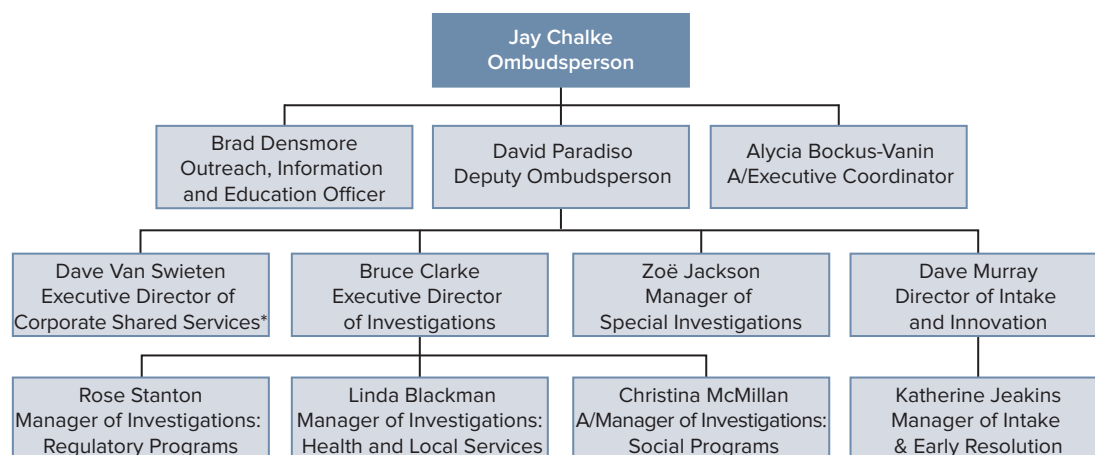 Jay Chalke
Ombudsperson
Brad Densmore
Outreach, Information
and Education Officer
David Paradiso
Deputy Ombudsperson
Alycia Bockus-Vanin
A/Executive Coordinator
Dave Van Swieten
Executive Director of
Corporate Shared Services*
Bruce Clarke
Executive Director
of Investigations
Zoë Jackson
Manager of
Special Investigations
Dave Murray
Director of Intake
and Innovation
Rose Stanton
Manager of Investigations:
Regulatory Programs
Linda Blackman
Manager of Investigations:
Health and Local Services
Christina McMillan
A/Manager of Investigations:
Social Programs
Katherine Jeakins
Manager of Intake
& Early Resolution